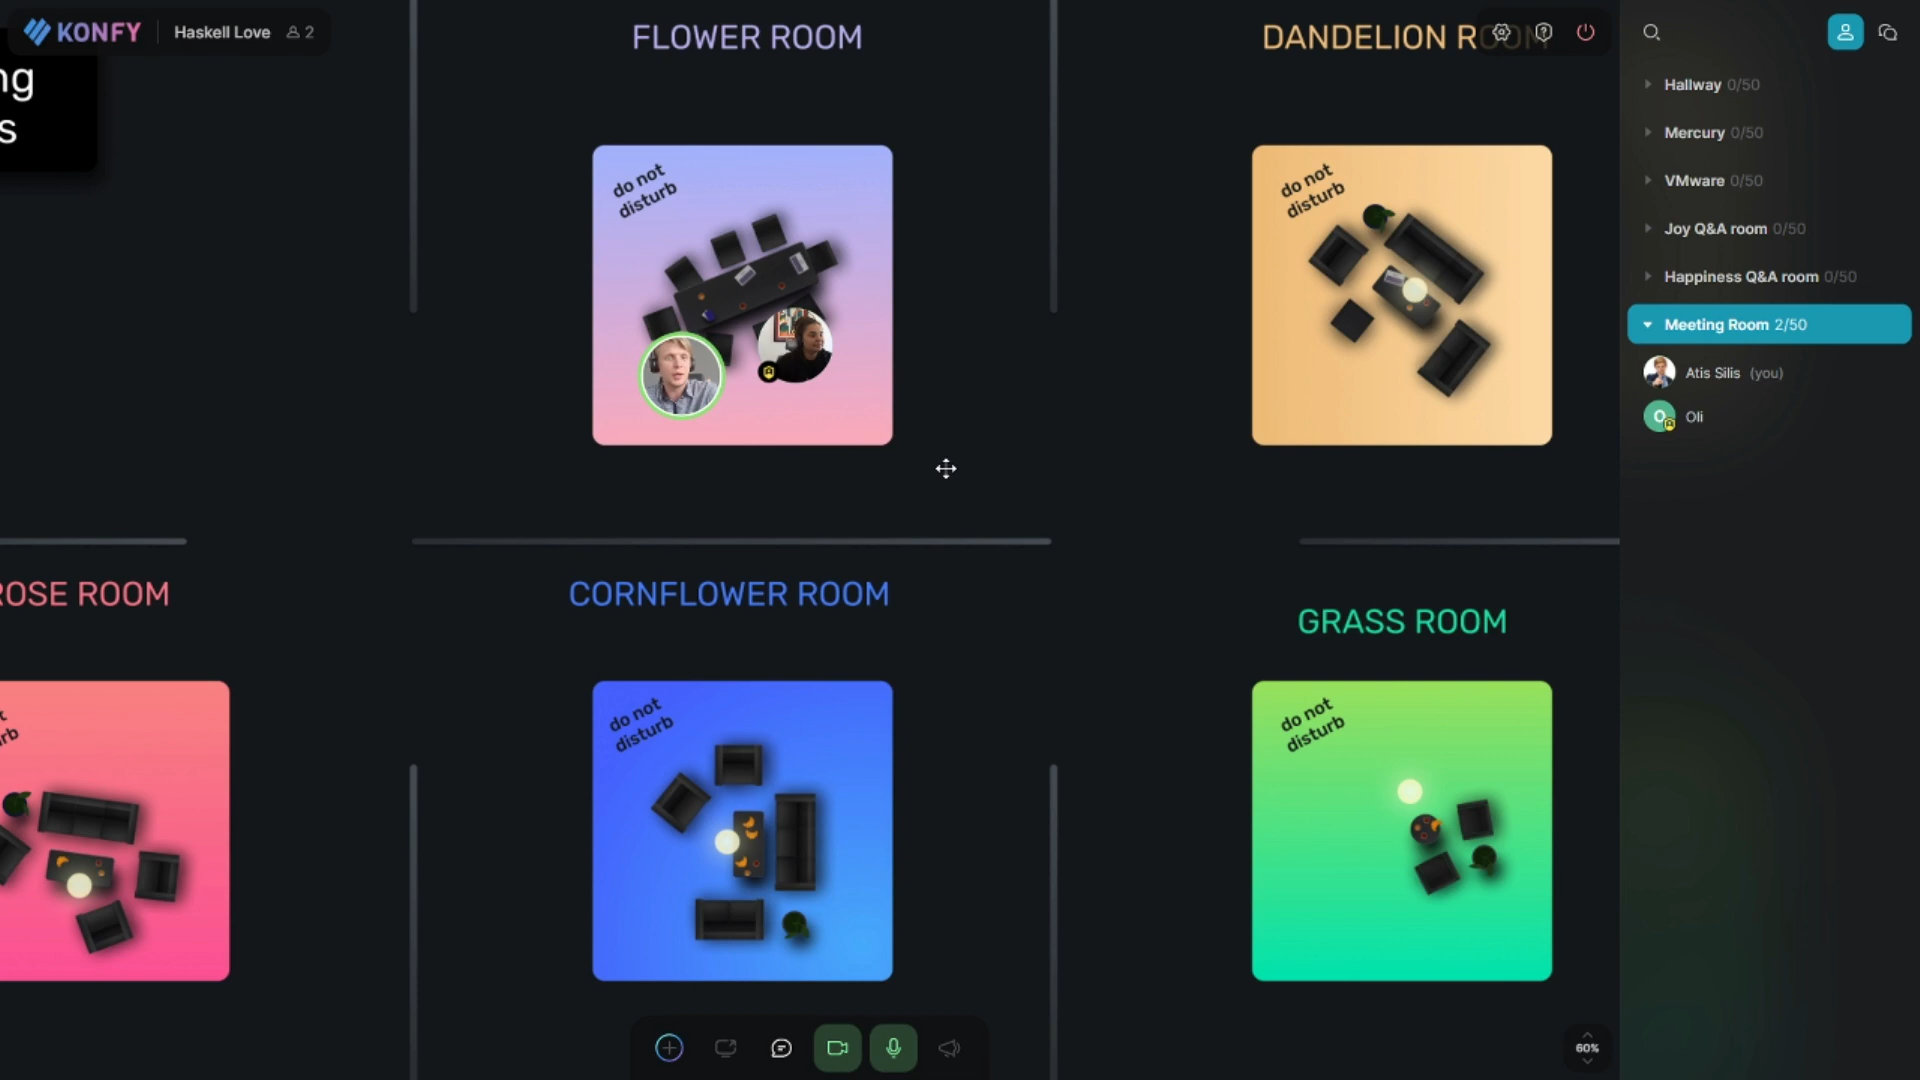 KONFY
Haskell Love
2
ng
s
FLOWER ROOM
DANDELION ROOM
do not
disturb
do not
disturb
ROSE ROOM
CORNFLOWER ROOM
GRASS ROOM
t
rb
do not
disturb
do not
disturb
60%
Hallway 0/50
Mercury 0/50
VMware 0/50
Joy Q&A room 0/50
Happiness Q&A room 0/50
Meeting Room 2/50
Atis Silis (you)
O
Oli